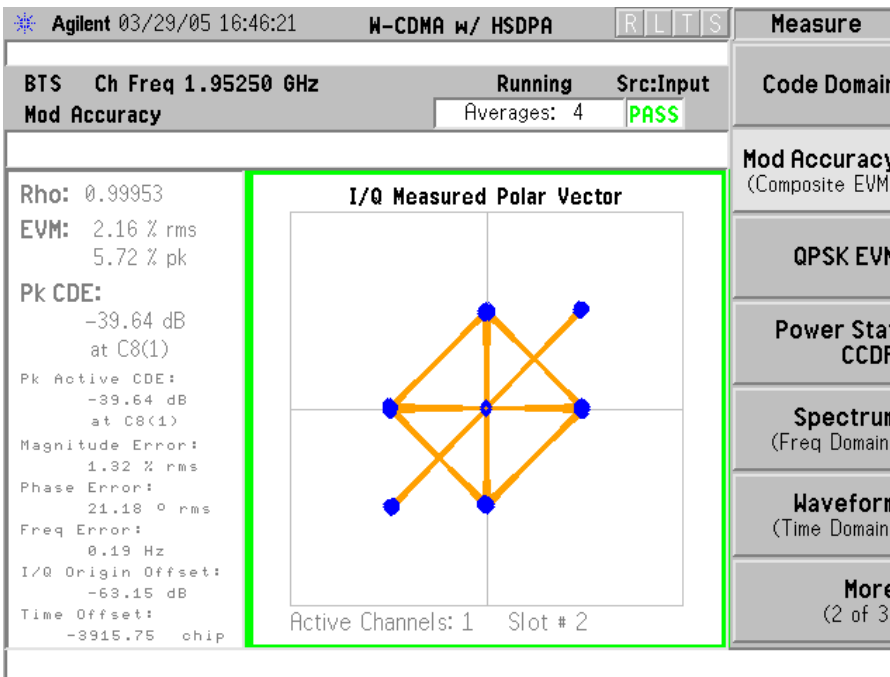 Agilent 03/29/05 16:46:21 W-CDMA w/ HSDPA R L T S Measure
BTS Ch Freq 1.95250 GHz Running Src:Input
Mod Accuracy Averages: 4 PASS
Code Domain
Mod Accuracy
(Composite EVM
QPSK EVM
Power Stat
CCDF
Spectrum
(Freq Domain
Waveform
(Time Domain
More
(2 of 3
Rho: 0.99953
EVM: 2.16 % rms
5.72 % pk
Pk CDE:
-39.64 dB
at C8(1)
Pk Active CDE:
-39.64 dB
at C8(1)
Magnitude Error:
1.32 % rms
Phase Error:
21.18 º rms
Freq Error:
0.19 Hz
I/Q Origin Offset:
-63.15 dB
Time Offset:
-3915.75 chip
I/Q Measured Polar Vector
Active Channels: 1 Slot # 2